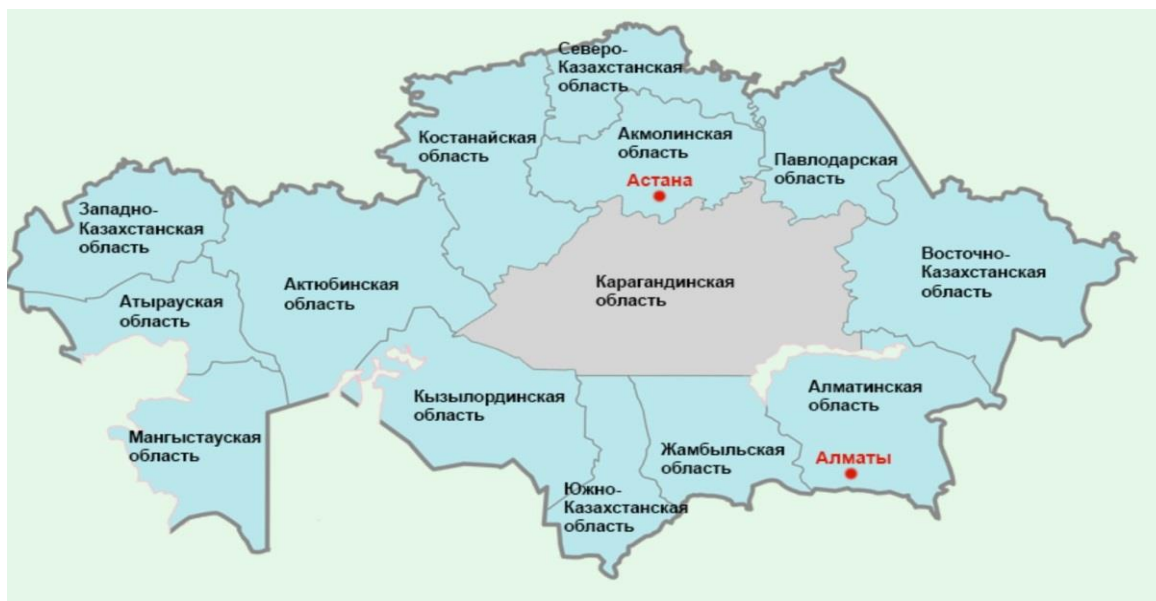 Северо-
Казахстанская
область
Костанайская
область
Акмолинская
область
Астана
Павлодарская
область
Западно-
Казахстанская
область
Атырауская
область
Актюбинская
область
Карагандинская
область
Восточно-
Казахстанская
область
Мангыстауская
область
Кызылординская
область
Южно-
Казахстанская
область
Жамбыльская
область
Алматинская
область
Алматы